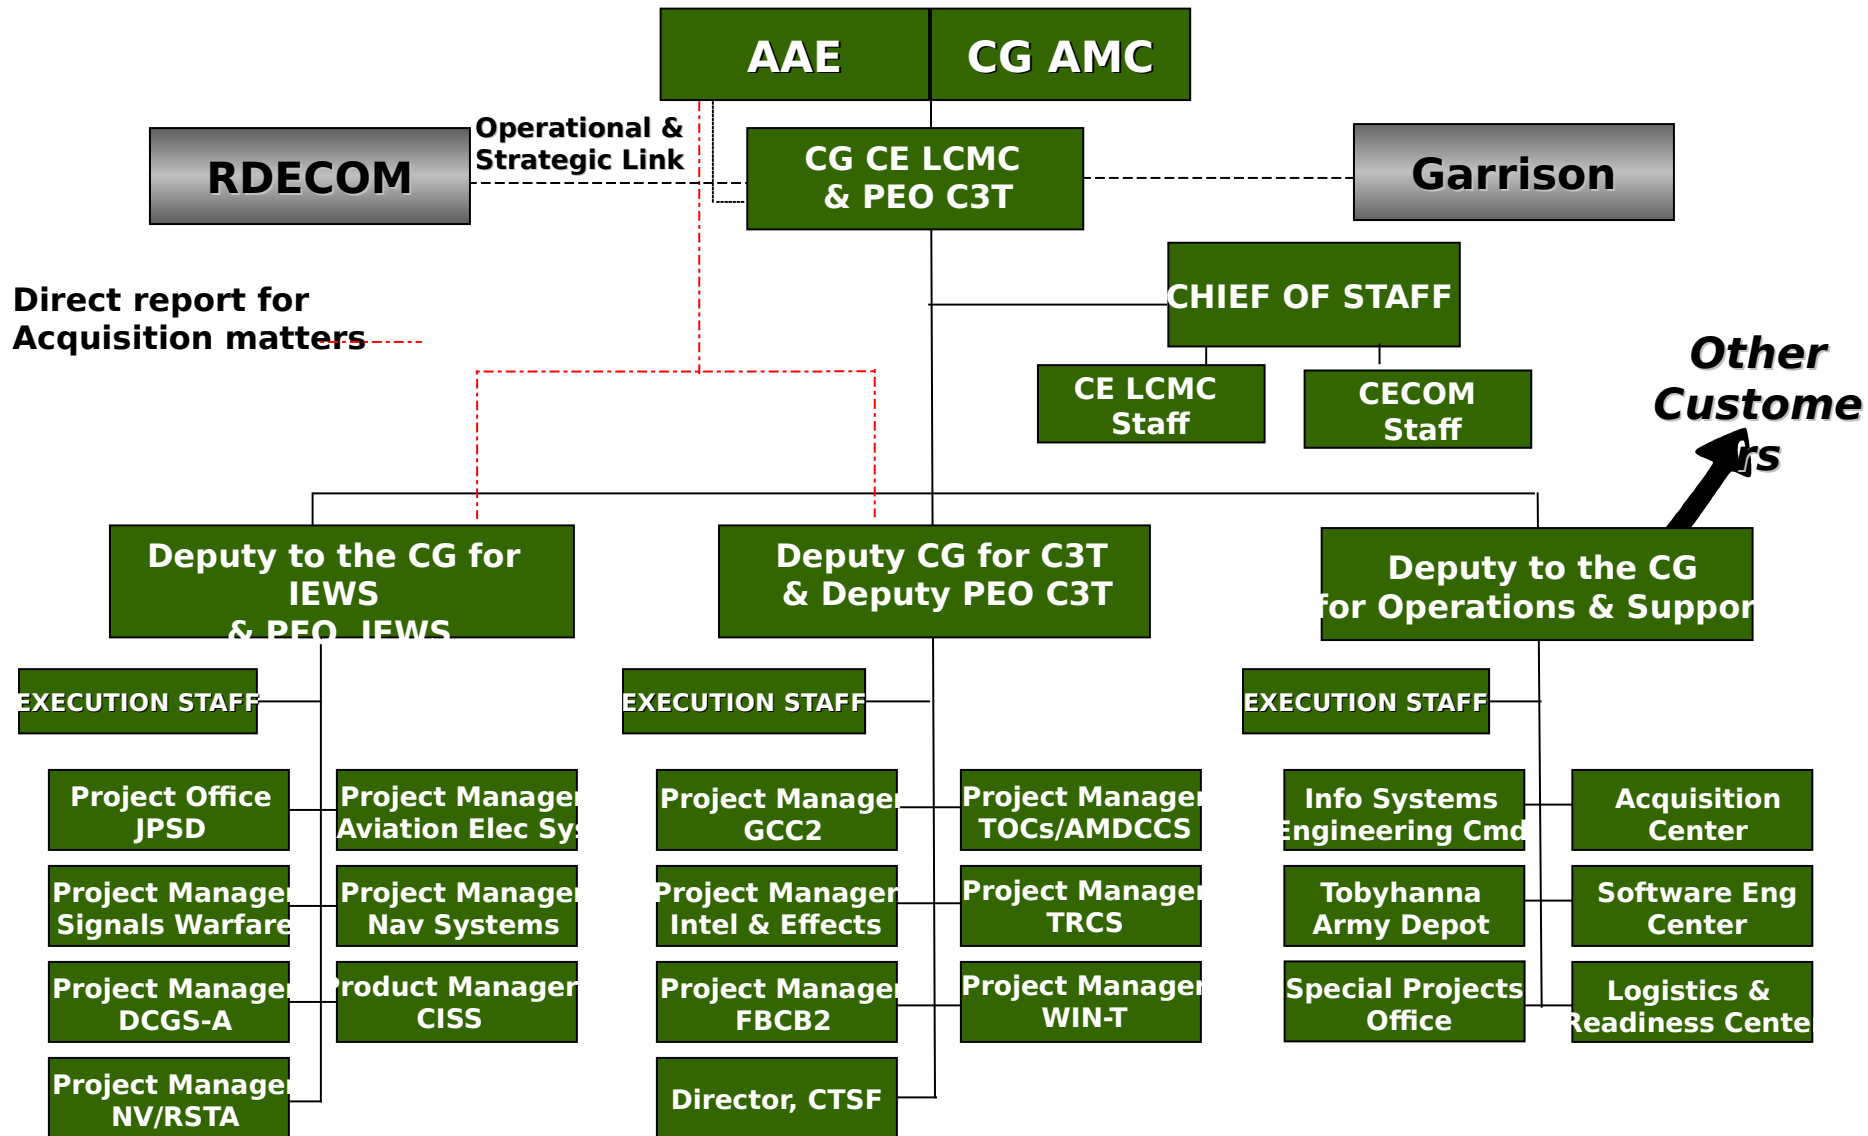 AAE
CG AMC
Operational &
Strategic Link
RDECOM
CG CE LCMC
& PEO C3T
Garrison
CHIEF OF STAFF
Direct report for
Acquisition matters
CE LCMC
Staff
CECOM
Staff
Other
Custome
rs
Deputy to the CG for
IEWS
& PEO IEWS
Deputy CG for C3T
& Deputy PEO C3T
Deputy to the CG
for Operations & Suppor
EXECUTION STAFF
EXECUTION STAFF
EXECUTION STAFF
Project Office
JPSD
Project Manager
Aviation Elec Sys
Project Manager
Signals Warfare
Project Manager
Nav Systems
Project Manager
DCGS-A
Product Manager
CISS
Project Manager
NV/RSTA
Project Manager
GCC2
Project Manager
TOCs/AMDCCS
Project Manager
Intel & Effects
Project Manager
TRCS
Project Manager
FBCB2
Project Manager
WIN-T
Director, CTSF
Info Systems
Engineering Cmd
Acquisition
Center
Tobyhanna
Army Depot
Software Eng
Center
Special Projects
Office
Logistics &
Readiness Cente